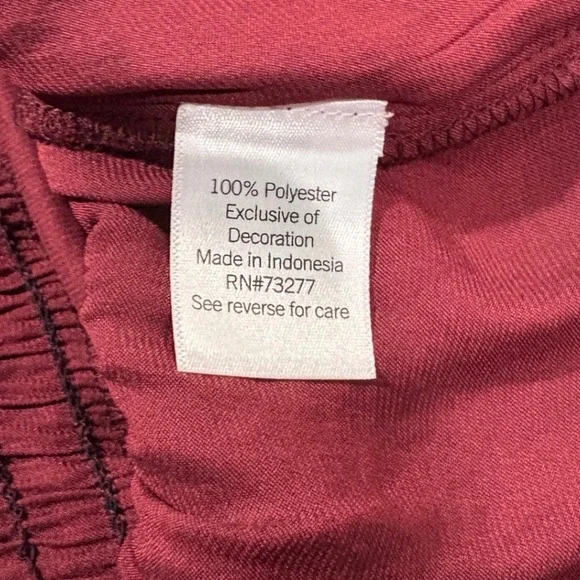 100% Polyester
Exclusive of
Decoration
Made in Indonesia
RN#73277
See reverse for care